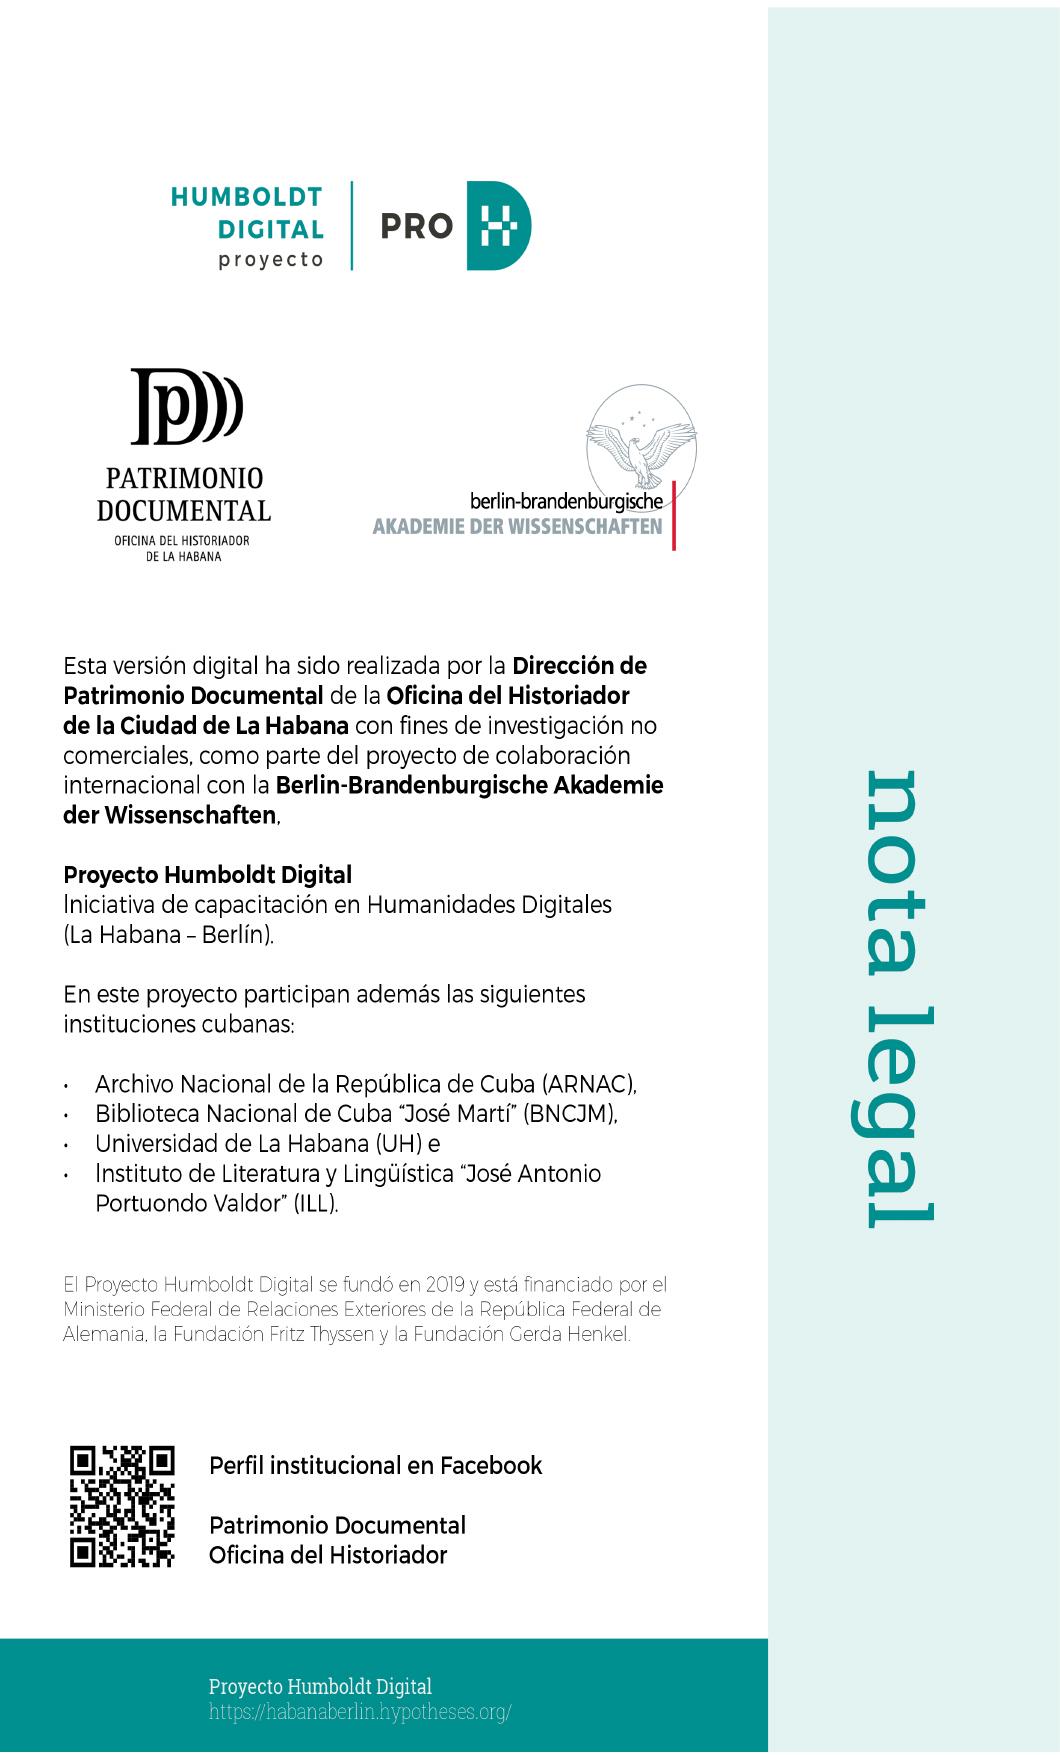 HUMBOLDT
DIGITAL
proyecto
PRO
PATRIMONIO
DOCUMENTAL
OFICINA DEL HISTORIADOR
DE LA HABANA
berlin-brandenburgische
AKADEMIE DER WISSENSCHAFTEN
Esta versión digital ha sido realizada por la Dirección de
Patrimonio Documental de la Oficina del Historiador
de la Ciudad de La Habana con fines de investigación no
comerciales, como parte del proyecto de colaboración
internacional con la Berlin-Brandenburgische Akademie
der Wissenschaften,
Proyecto Humboldt Digital
Iniciativa de capacitación en Humanidades Digitales
(La Habana – Berlín).
En este proyecto participan además las siguientes
instituciones cubanas:
• Archivo Nacional de la República de Cuba (ARNAC),
• Biblioteca Nacional de Cuba “José Martí” (BNCJM),
• Universidad de La Habana (UH) e
• Instituto de Literatura y Lingüística “José Antonio
Portuondo Valdor” (ILL).
El Proyecto Humboldt Digital se fundó en 2019 y está financiado por el
Ministerio Federal de Relaciones Exteriores de la República Federal de
Alemania, la Fundación Fritz Thyssen y la Fundación Gerda Henkel.
Perfil institucional en Facebook
Patrimonio Documental
Oficina del Historiador
Proyecto Humboldt Digital
https://habanaberlin.hypotheses.org/
nota legal